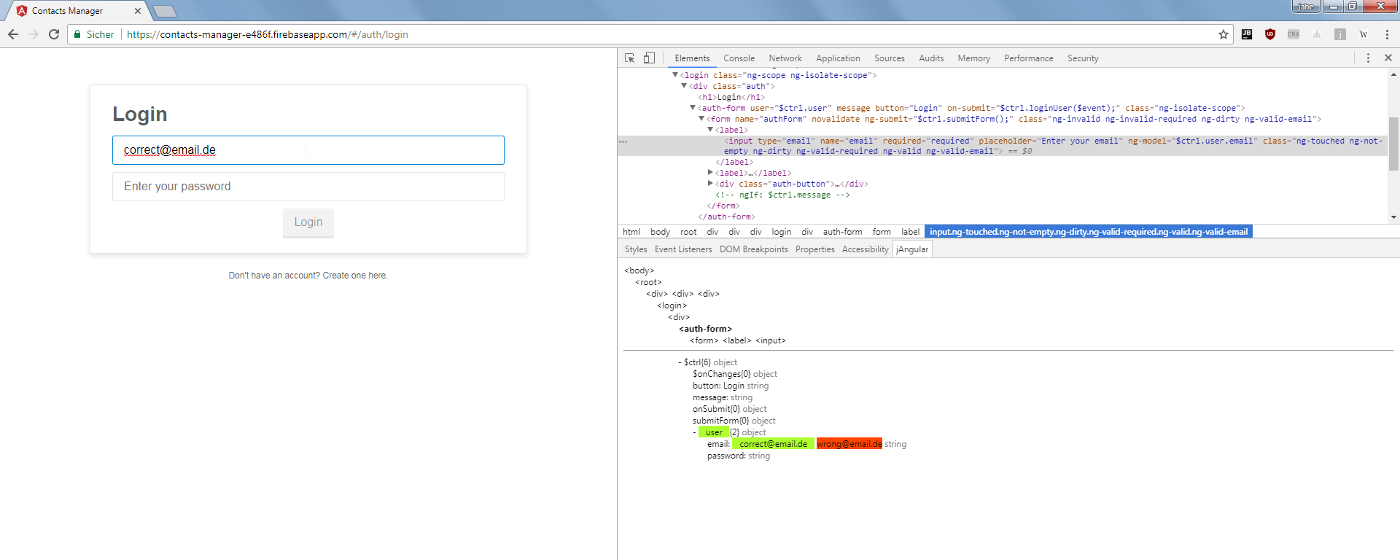 Contacts Manager
jahe
Sicher https://contacts-manager-e486f.firebaseapp.com/#/auth/login
Login
correct@email.de
Enter your password
Login
Don't have an account? Create one here.
Elements Console Network Application Sources Audits Memory Performance Security
<login class="ng-scope ng-isolate-scope">
<div class="auth">
<h1>Login</h1>
<auth-form user="$ctrl.user" message button="Login" on-submit="$ctrl.loginUser($event);" class="ng-isolate-scope">
<form name="authForm" novalidate ng-submit="$ctrl.submitForm();" class="ng-invalid ng-invalid-required ng-dirty ng-valid-email">
<label>
<input type="email" name="email" required="required" placeholder="Enter your email" ng-model="$ctrl.user.email" class="ng-touched ng-not-
empty ng-dirty ng-valid-required ng-valid ng-valid-email"> == $0
</label>
<label>…</label>
<div class="auth-button">…</div>
<!-- ngIf: $ctrl.message -->
</form>
</auth-form>
html body root div div div login div auth-form form label input.ng-touched.ng-not-empty.ng-dirty.ng-valid-required.ng-valid.ng-valid-email
Styles Event Listeners DOM Breakpoints Properties Accessibility jAngular
<body>
<root>
<div> <div> <div>
<login>
<div>
<auth-form>
<form> <label> <input>
- $ctrl{6} object
$onChanges{0} object
button: Login string
message: string
onSubmit{0} object
submitForm{0} object
- user {2} object
email: correct@email.de wrong@email.de string
password: string